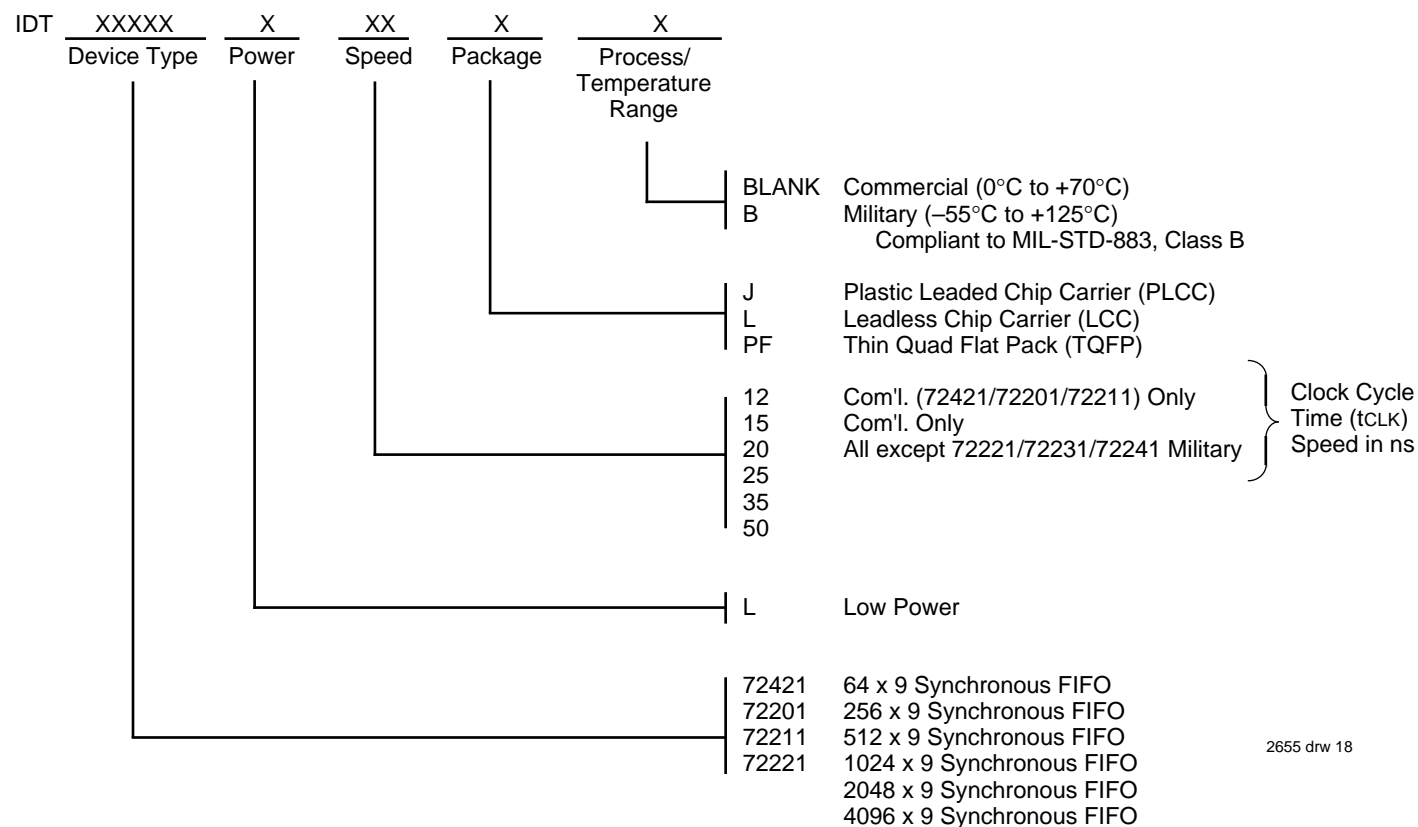 IDT XXXXX X XX X X
Device Type Power Speed Package Process/
Temperature
Range
BLANK Commercial (0°C to +70°C)
B Military (–55°C to +125°C)
Compliant to MIL-STD-883, Class B
J Plastic Leaded Chip Carrier (PLCC)
L Leadless Chip Carrier (LCC)
PF Thin Quad Flat Pack (TQFP)
12 Com'l. (72421/72201/72211) Only
15 Com'l. Only
20 All except 72221/72231/72241 Military
25
35
50
Clock Cycle
Time (tCLK)
Speed in ns
L Low Power
72421 64 x 9 Synchronous FIFO
72201 256 x 9 Synchronous FIFO
72211 512 x 9 Synchronous FIFO
72221 1024 x 9 Synchronous FIFO
2048 x 9 Synchronous FIFO
4096 x 9 Synchronous FIFO
2655 drw 18